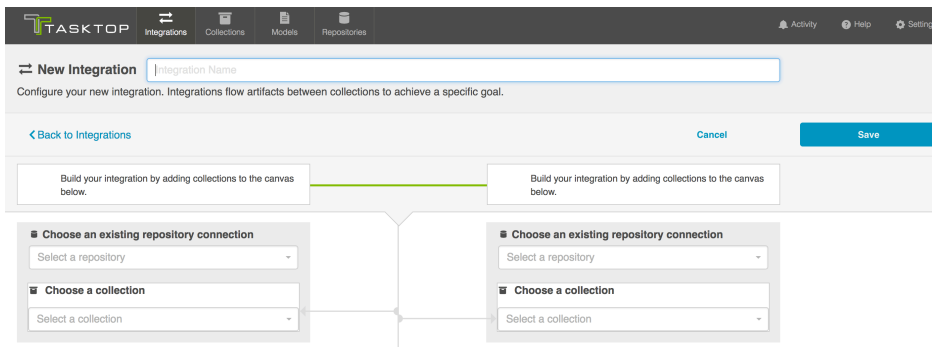 TASKTOP
Integrations
Collections
Models
Repositories
Activity
Help
Setting
New Integration
Integration Name
Configure your new integration. Integrations flow artifacts between collections to achieve a specific goal.
Back to Integrations
Cancel
Save
Build your integration by adding collections to the canvas
below.
Build your integration by adding collections to the canvas
below.
Choose an existing repository connection
Select a repository
Choose a collection
Select a collection
Choose an existing repository connection
Select a repository
Choose a collection
Select a collection